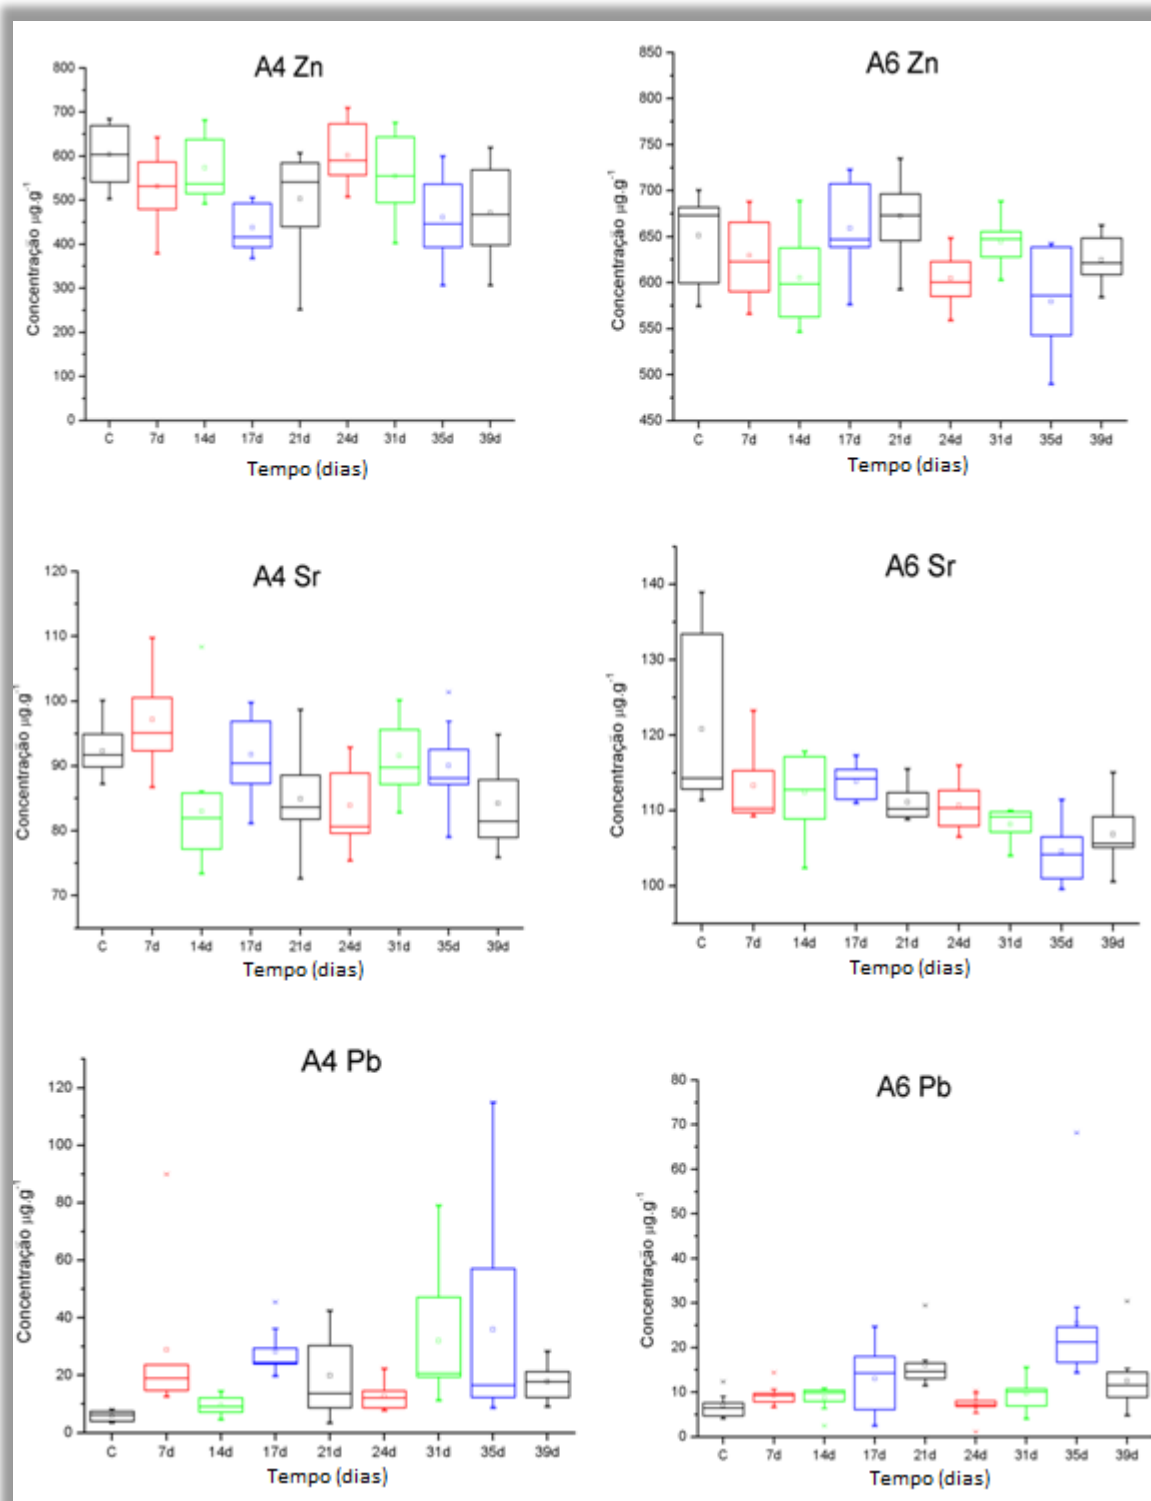 A4 Zn
Concentração µg.g⁻¹
800
700
600
500
400
300
200
100
0
C 7d 14d 17d 21d 24d 31d 35d 39d
Tempo (dias)
A6 Zn
Concentração µg.g⁻¹
850
800
750
700
650
600
550
500
450
C 7d 14d 17d 21d 24d 31d 35d 39d
Tempo (dias)
A4 Sr
Concentração µg.g⁻¹
120
110
100
90
80
70
C 7d 14d 17d 21d 24d 31d 35d 39d
Tempo (dias)
A6 Sr
Concentração µg.g⁻¹
140
130
120
110
100
C 7d 14d 17d 21d 24d 31d 35d 39d
Tempo (dias)
A4 Pb
Concentração µg.g⁻¹
120
100
80
60
40
20
0
C 7d 14d 17d 21d 24d 31d 35d 39d
Tempo (dias)
A6 Pb
Concentração µg.g⁻¹
80
70
60
50
40
30
20
10
0
C 7d 14d 17d 21d 24d 31d 35d 39d
Tempo (dias)